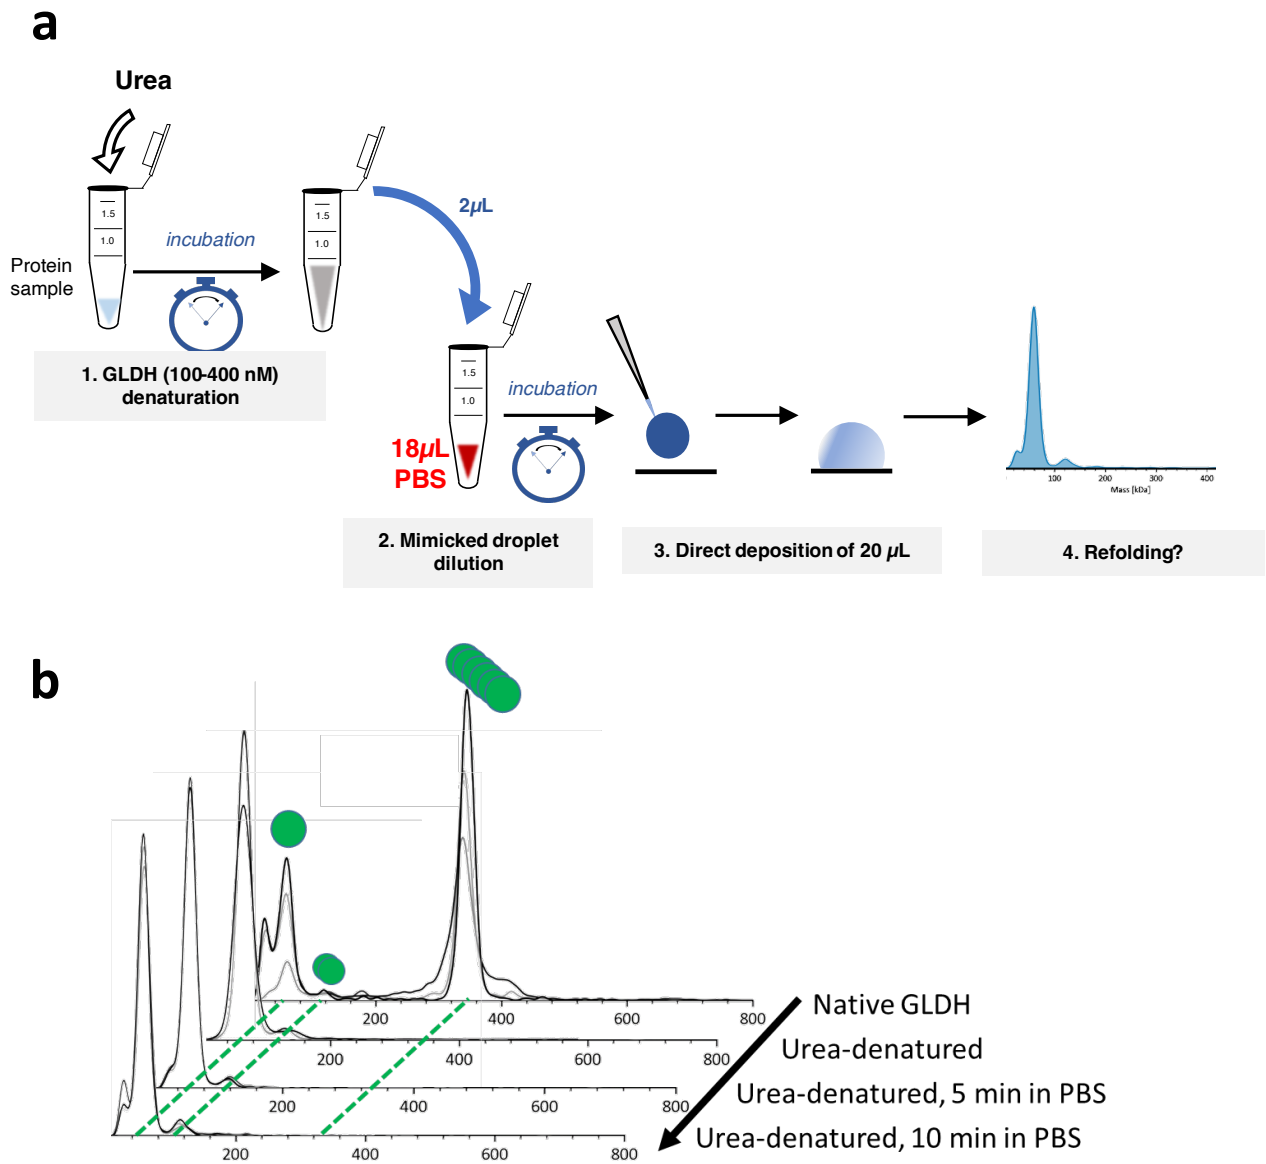 a
Urea
1.5
1.0
Protein
sample
incubation
1.5
1.0
2µL
1. GLDH (100-400 nM)
denaturation
1.5
1.0
18µL
PBS
incubation
2. Mimicked droplet
dilution
3. Direct deposition of 20 µL
100 200 300 400
Mass [kDa]
4. Refolding?
b
200 400 600 800
Native GLDH
200 400 600 800
Urea-denatured
200 400 600 800
Urea-denatured, 5 min in PBS
200 400 600 800
Urea-denatured, 10 min in PBS